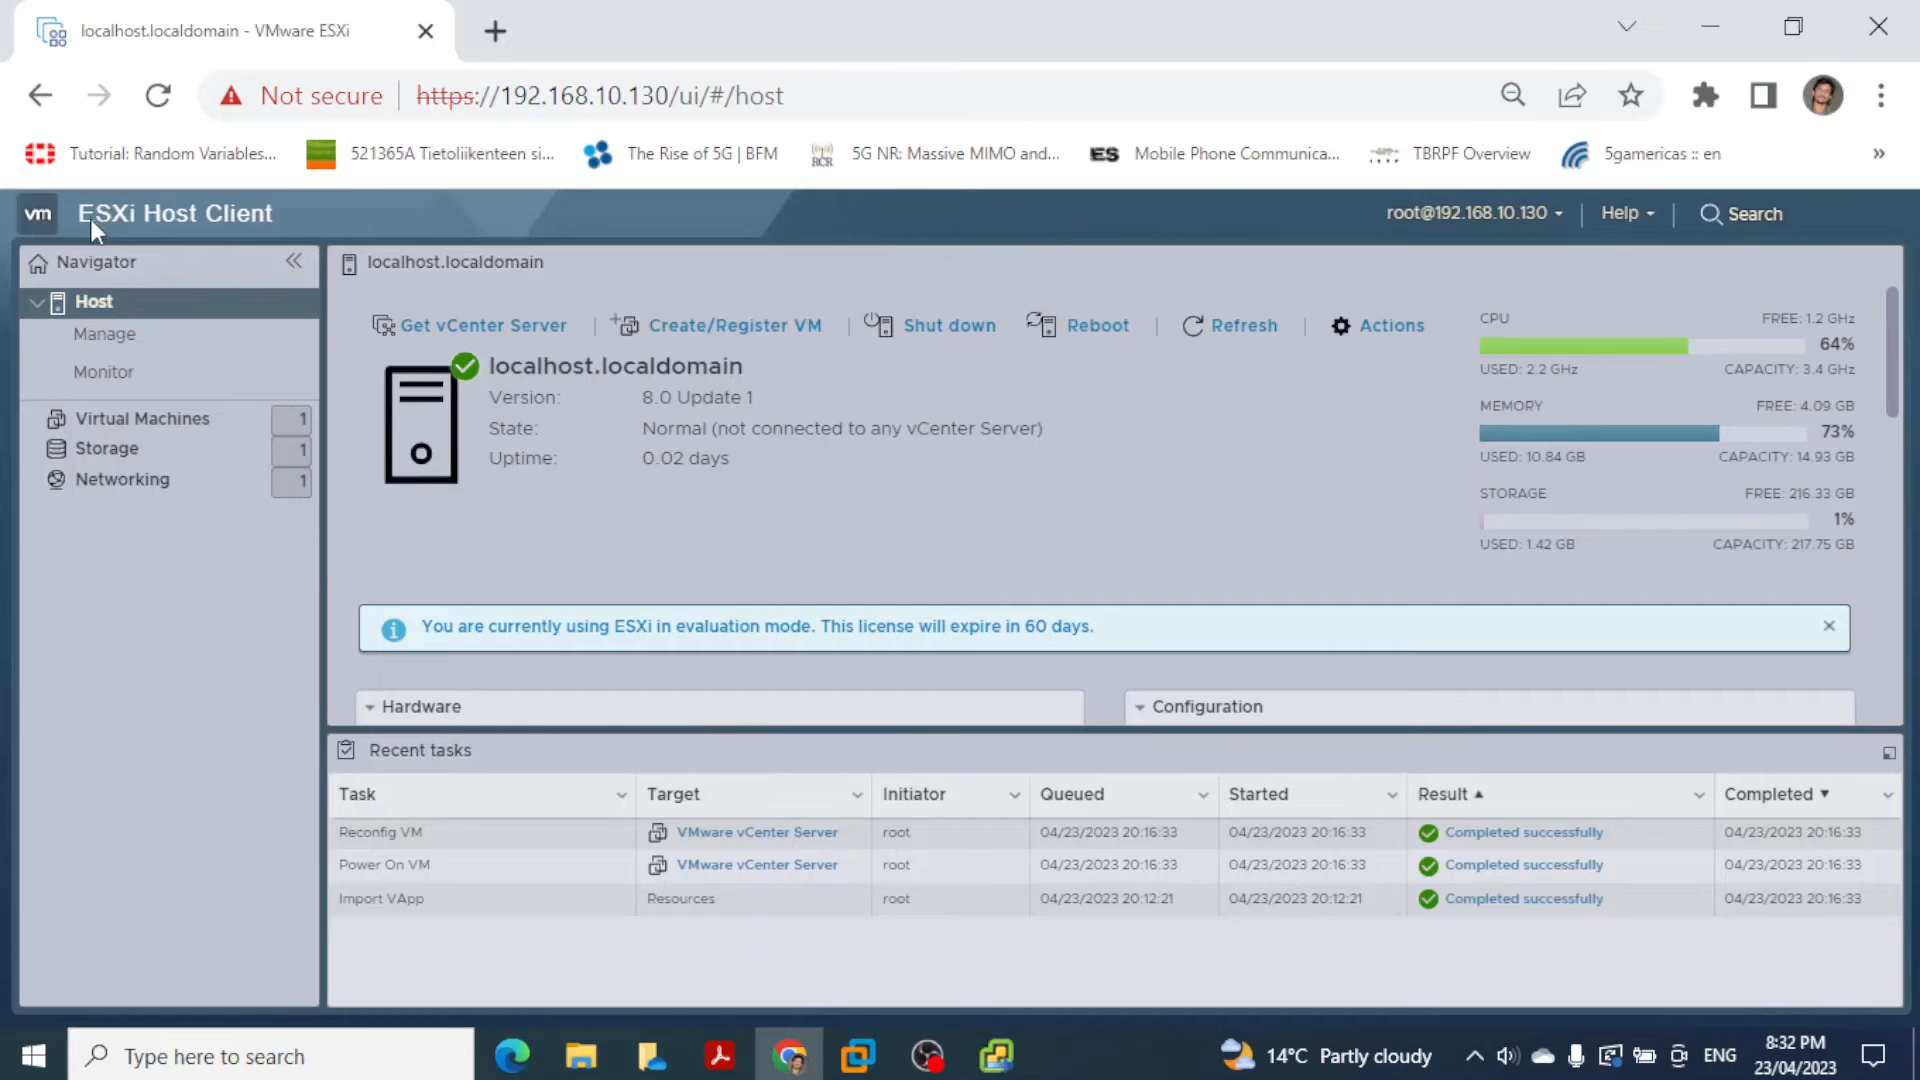 localhost.localdomain - VMware ESXi
Not secure https://192.168.10.130/ui/#/host
Tutorial: Random Variables... 521365A Tietoliikenteen si... The Rise of 5G | BFM RCR 5G NR: Massive MIMO and... ES Mobile Phone Communica... TBRPF Overview 5gamericas :: en »
vm ESXi Host Client root@192.168.10.130 Help Search
Navigator
Host
Manage
Monitor
Virtual Machines 1
Storage 1
Networking 1
localhost.localdomain
Get vCenter Server Create/Register VM Shut down Reboot Refresh Actions
localhost.localdomain
Version: 8.0 Update 1
State: Normal (not connected to any vCenter Server)
Uptime: 0.02 days
CPU FREE: 1.2 GHz
64%
USED: 2.2 GHz CAPACITY: 3.4 GHz
MEMORY FREE: 4.09 GB
73%
USED: 10.84 GB CAPACITY: 14.93 GB
STORAGE FREE: 216.33 GB
1%
USED: 1.42 GB CAPACITY: 217.75 GB
You are currently using ESXi in evaluation mode. This license will expire in 60 days.
Hardware Configuration
Recent tasks
Task Target Initiator Queued Started Result Completed
Reconfig VM VMware vCenter Server root 04/23/2023 20:16:33 04/23/2023 20:16:33 Completed successfully 04/23/2023 20:16:33
Power On VM VMware vCenter Server root 04/23/2023 20:16:33 04/23/2023 20:16:33 Completed successfully 04/23/2023 20:16:33
Import VApp Resources root 04/23/2023 20:12:21 04/23/2023 20:12:21 Completed successfully 04/23/2023 20:16:33
Type here to search 14°C Partly cloudy ENG 8:32 PM
23/04/2023